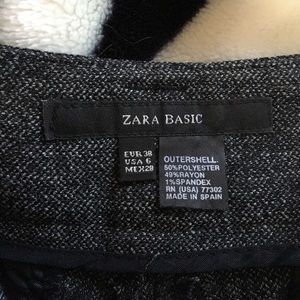 ZARA BASIC
EUR 38
USA 6
MEX 28
OUTERSHELL.
50%POLYESTER
49%RAYON
1%SPANDEX
RN (USA) 77302
MADE IN SPAIN